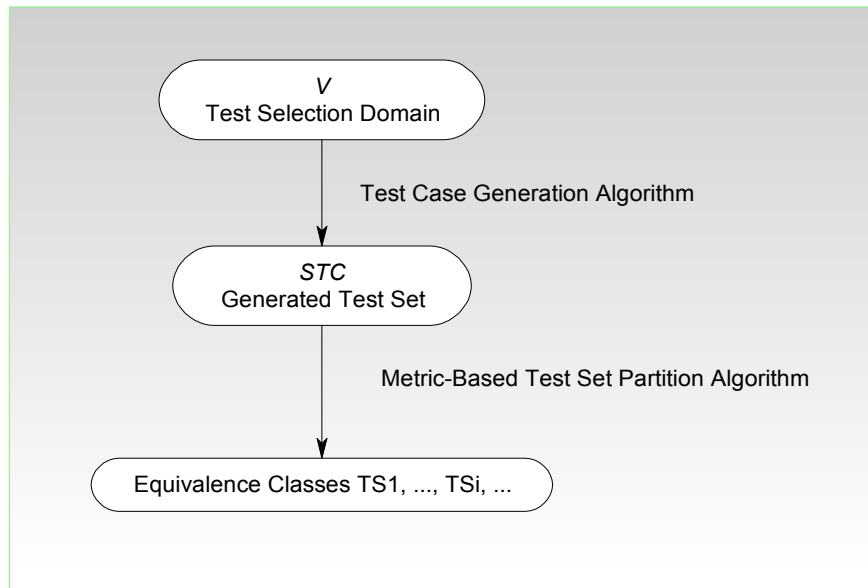 V
Test Selection Domain
Test Case Generation Algorithm
STC
Generated Test Set
Metric-Based Test Set Partition Algorithm
Equivalence Classes TS1, ..., TSi, ...